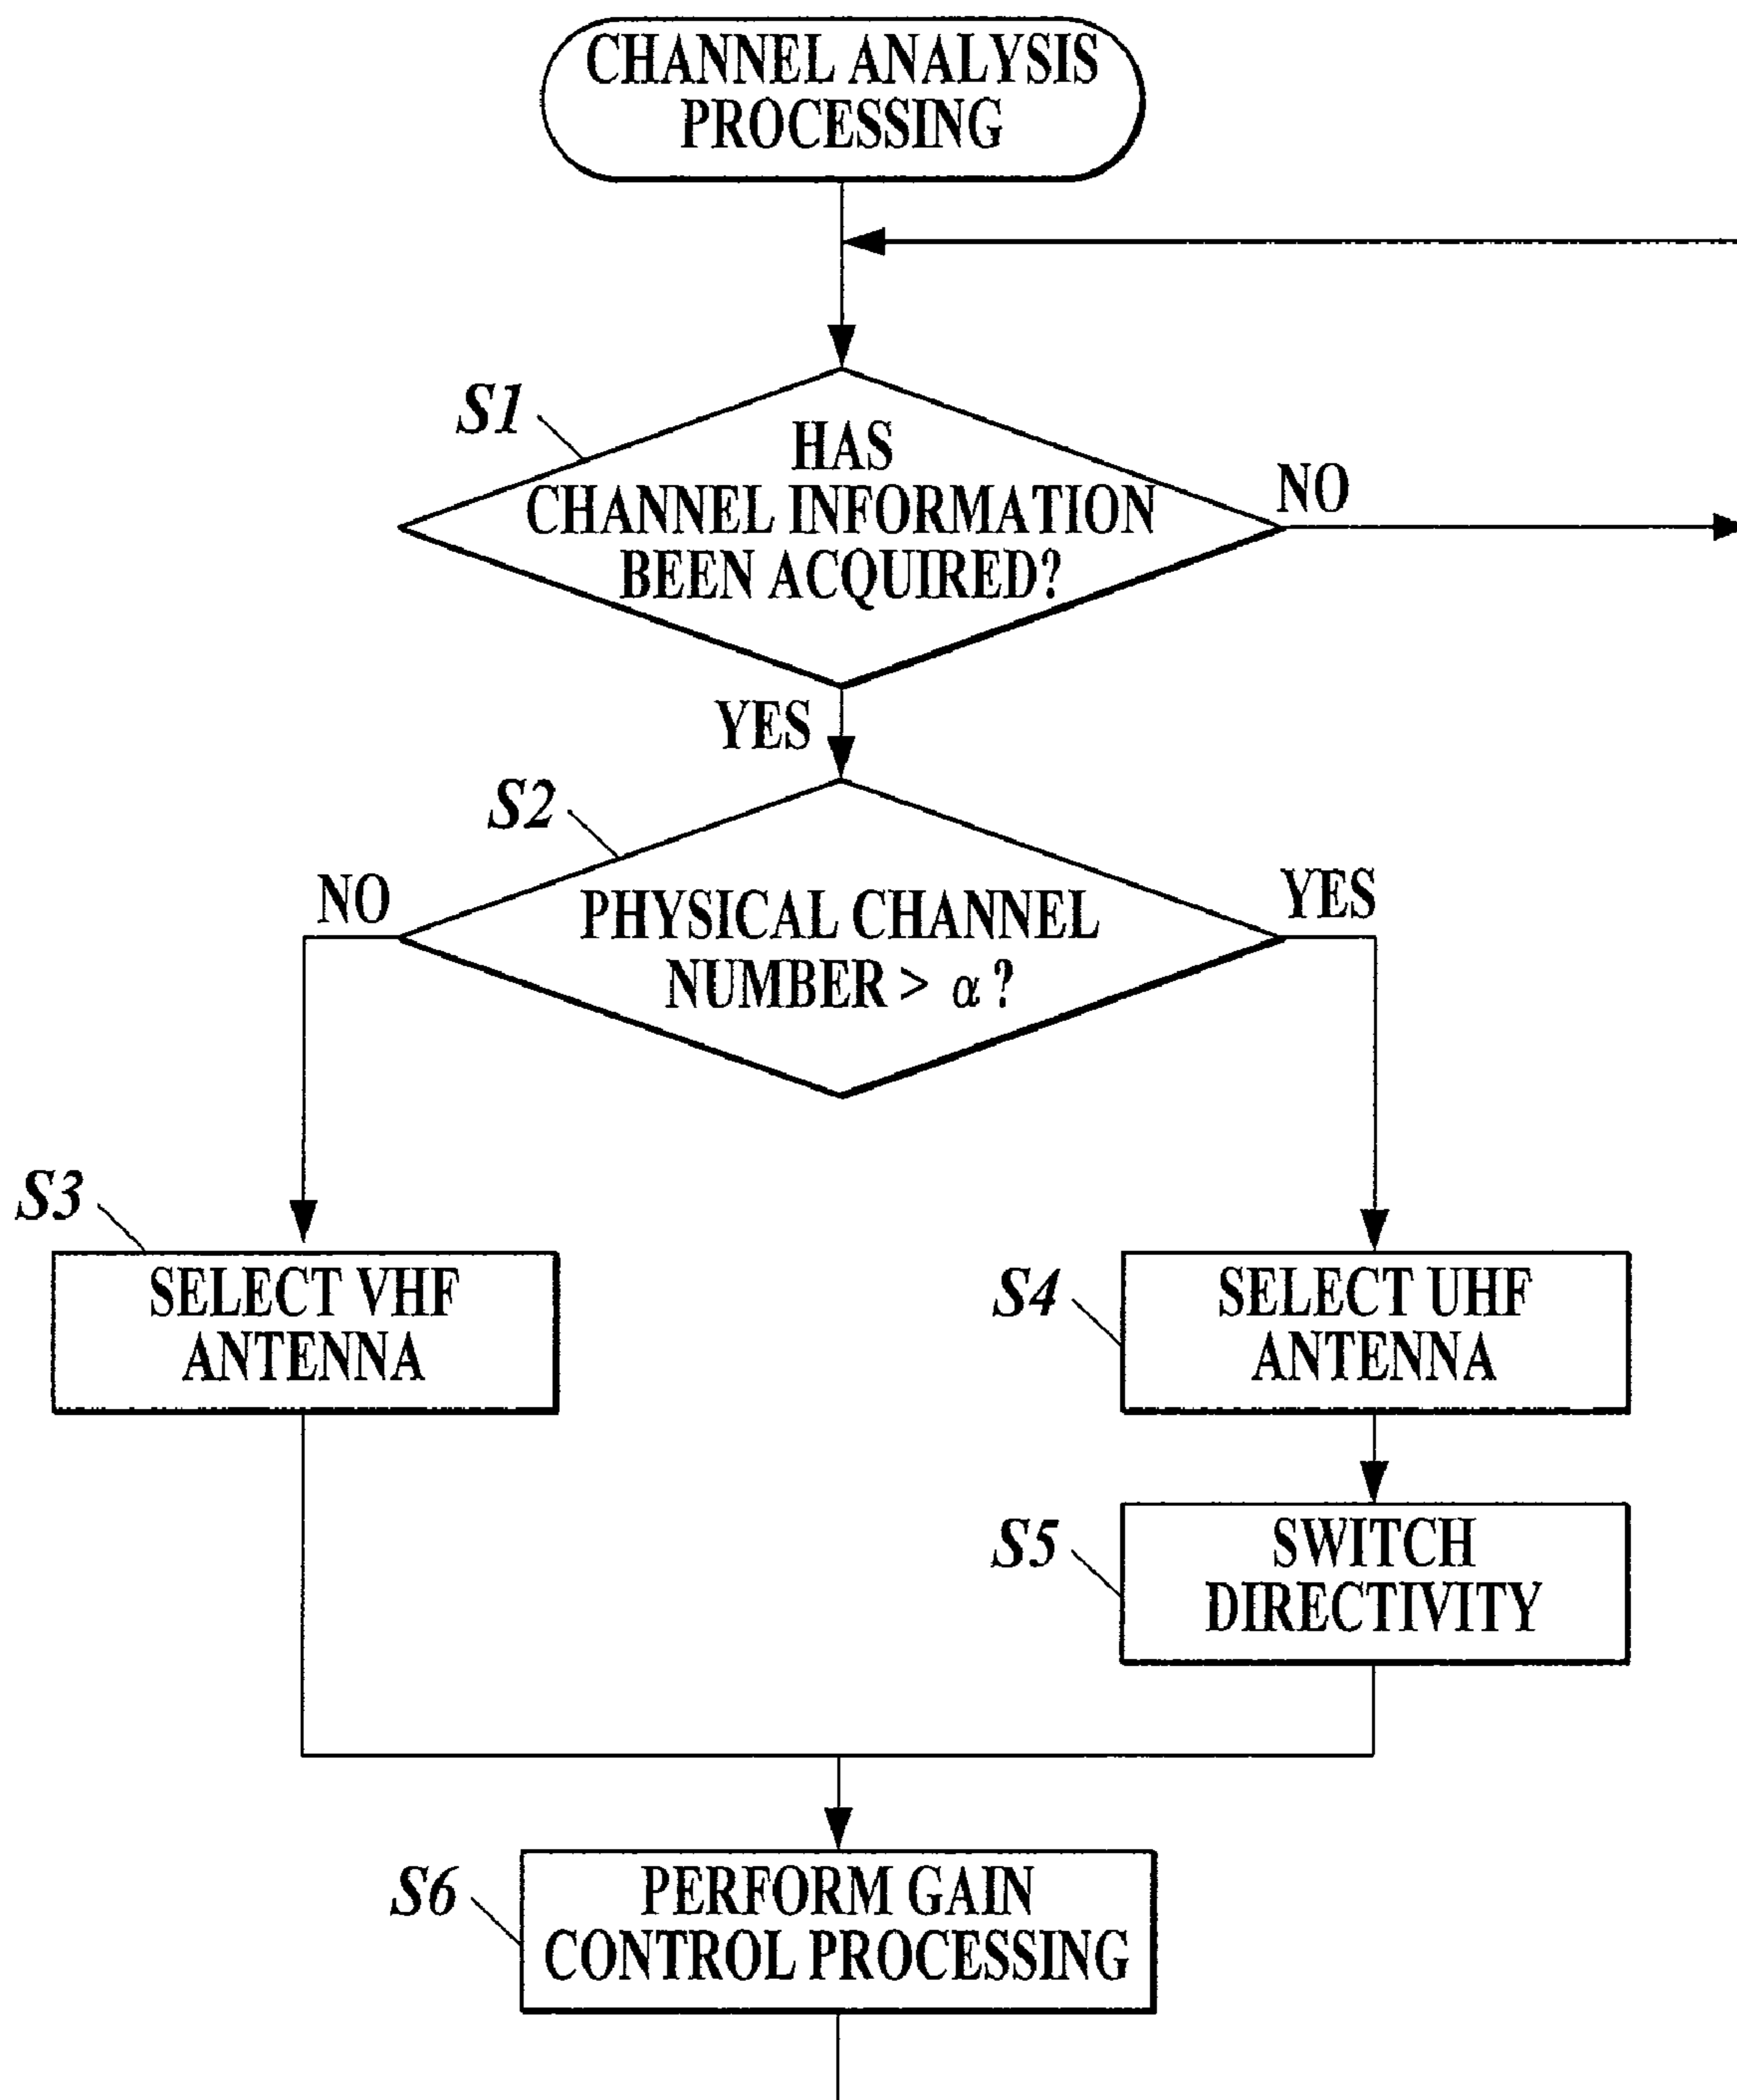 CHANNEL ANALYSIS
PROCESSING
S1
HAS
CHANNEL INFORMATION
BEEN ACQUIRED?
NO
YES
S2
PHYSICAL CHANNEL
NUMBER > α ?
NO
YES
S3
SELECT VHF
ANTENNA
S4
SELECT UHF
ANTENNA
S5
SWITCH
DIRECTIVITY
S6
PERFORM GAIN
CONTROL PROCESSING